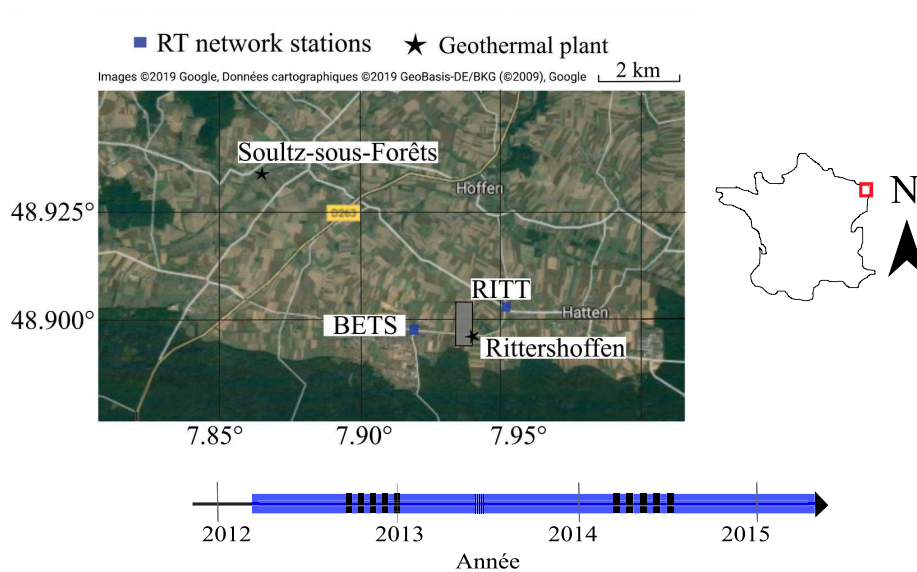 RT network stations
Geothermal plant
Images ©2019 Google, Données cartographiques ©2019 GeoBasis-DE/BKG (©2009), Google
2 km
Soultz-sous-Forêts
Hoffen
48.925°
D263
N
RITT
48.900°
BETS
Hatten
Rittershoffen
7.85° 7.90° 7.95°
2012 2013 2014 2015
Année